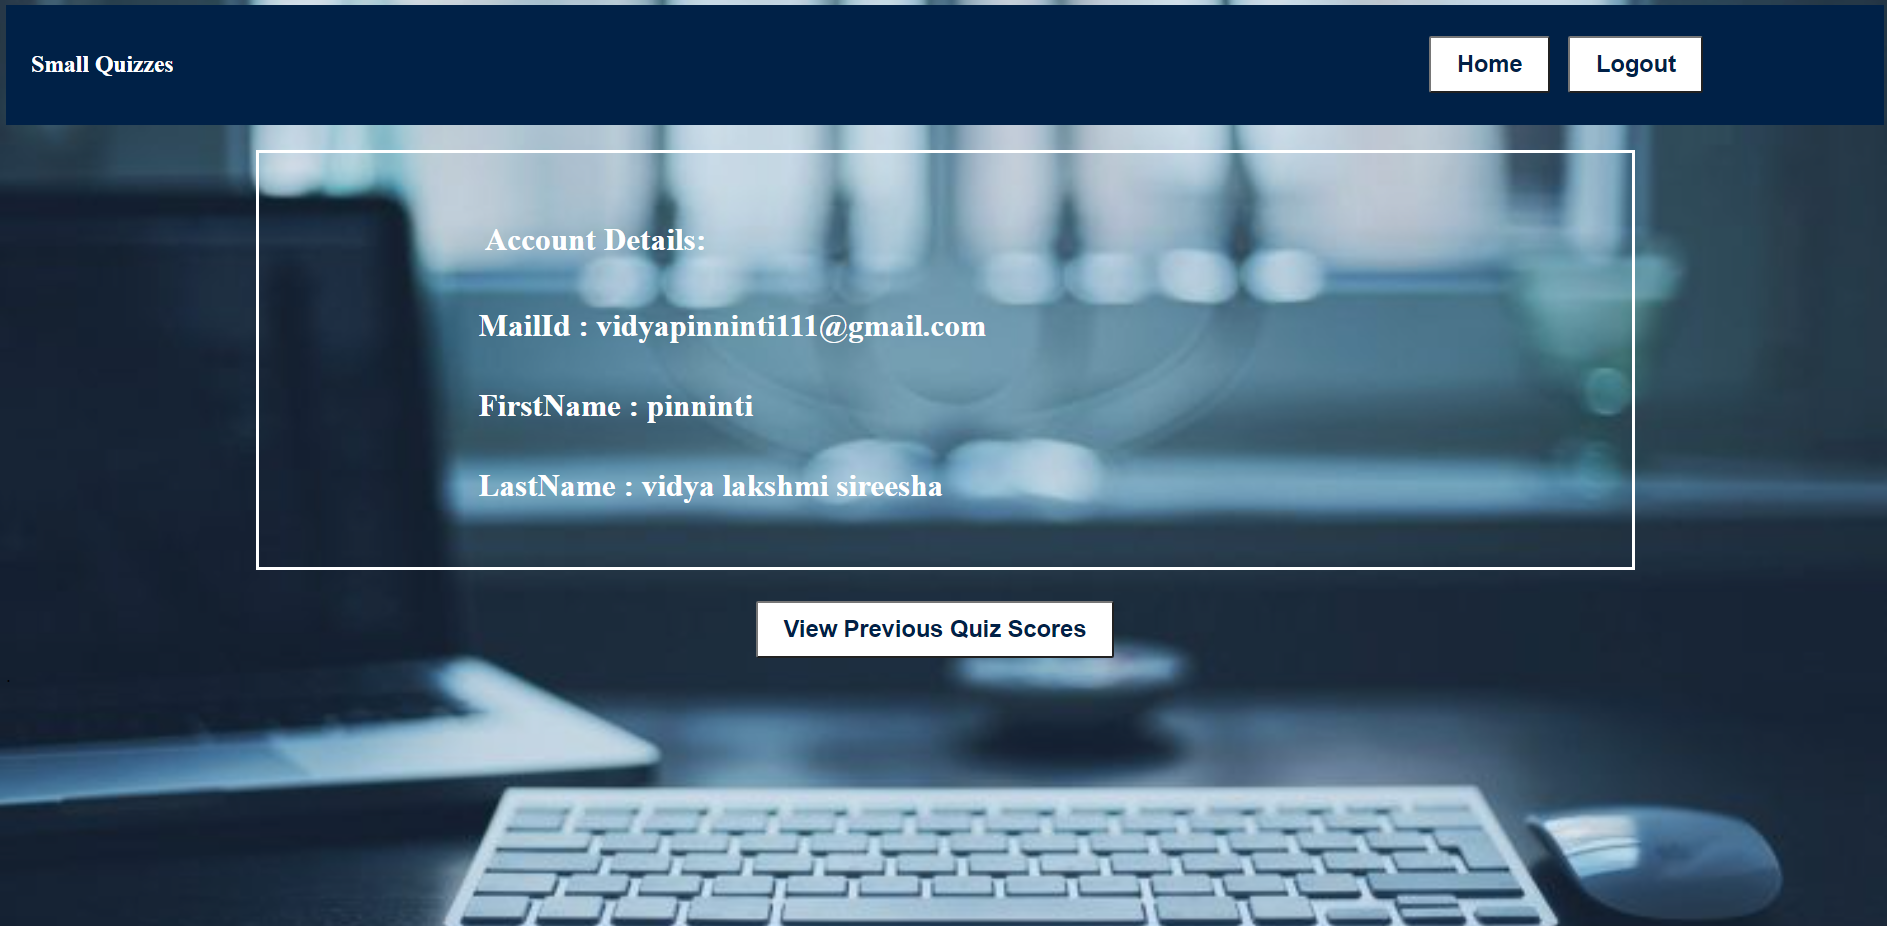 Small Quizzes
Home
Logout
Account Details:
MailId : vidyapinninti111@gmail.com
FirstName : pinninti
LastName : vidya lakshmi sireesha
View Previous Quiz Scores